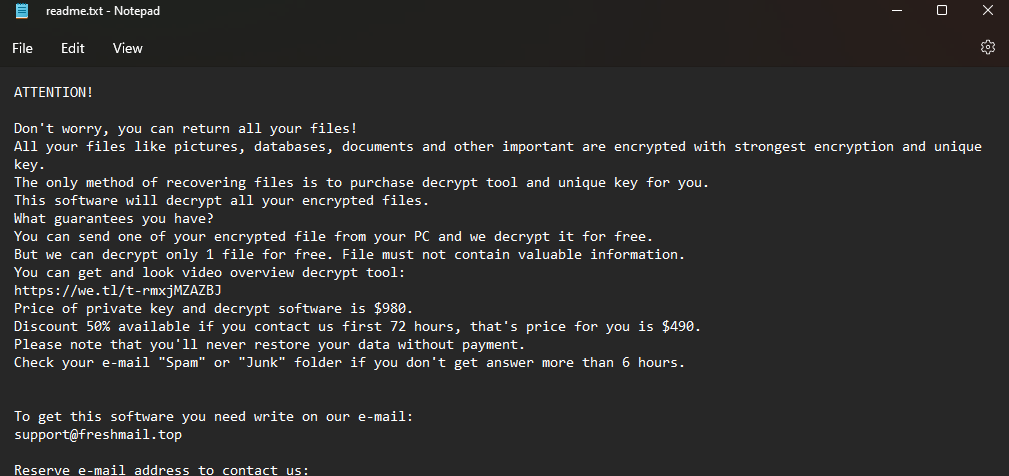 readme.txt - Notepad
File Edit View
ATTENTION!
Don't worry, you can return all your files!
All your files like pictures, databases, documents and other important are encrypted with strongest encryption and unique
key.
The only method of recovering files is to purchase decrypt tool and unique key for you.
This software will decrypt all your encrypted files.
What guarantees you have?
You can send one of your encrypted file from your PC and we decrypt it for free.
But we can decrypt only 1 file for free. File must not contain valuable information.
You can get and look video overview decrypt tool:
https://we.tl/t-rmxjMZAZBJ
Price of private key and decrypt software is $980.
Discount 50% available if you contact us first 72 hours, that's price for you is $490.
Please note that you'll never restore your data without payment.
Check your e-mail "Spam" or "Junk" folder if you don't get answer more than 6 hours.
To get this software you need write on our e-mail:
support@freshmail.top
Reserve e-mail address to contact us: